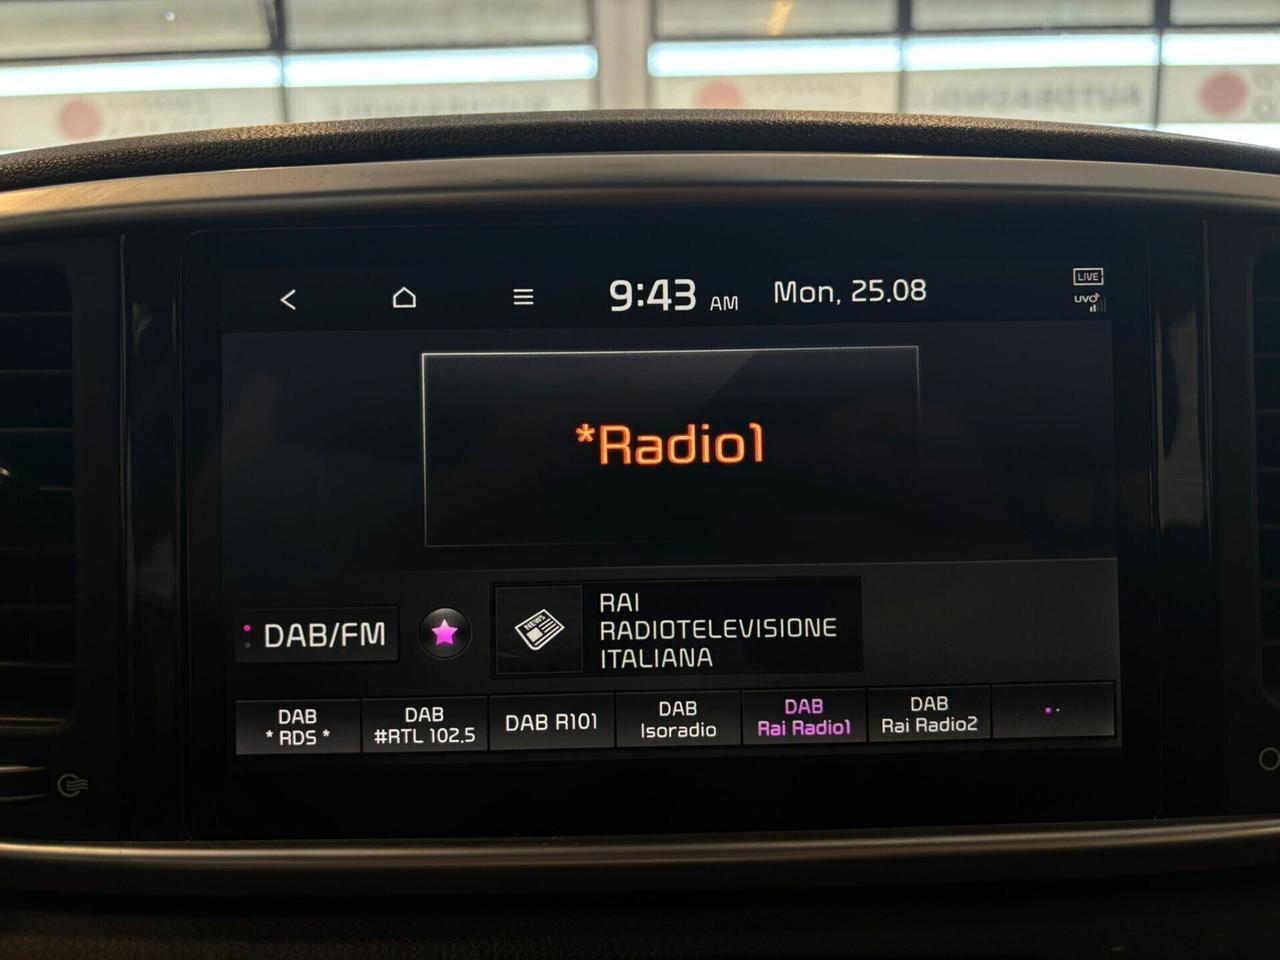 9:43 AM Mon, 25.08
LIVE
UVO
*Radio1
DAB/FM
NEWS
RAI
RADIOTELEVISIONE
ITALIANA
DAB
* RDS *
DAB
#RTL 102.5
DAB R101
DAB
Isoradio
DAB
Rai Radio1
DAB
Rai Radio2